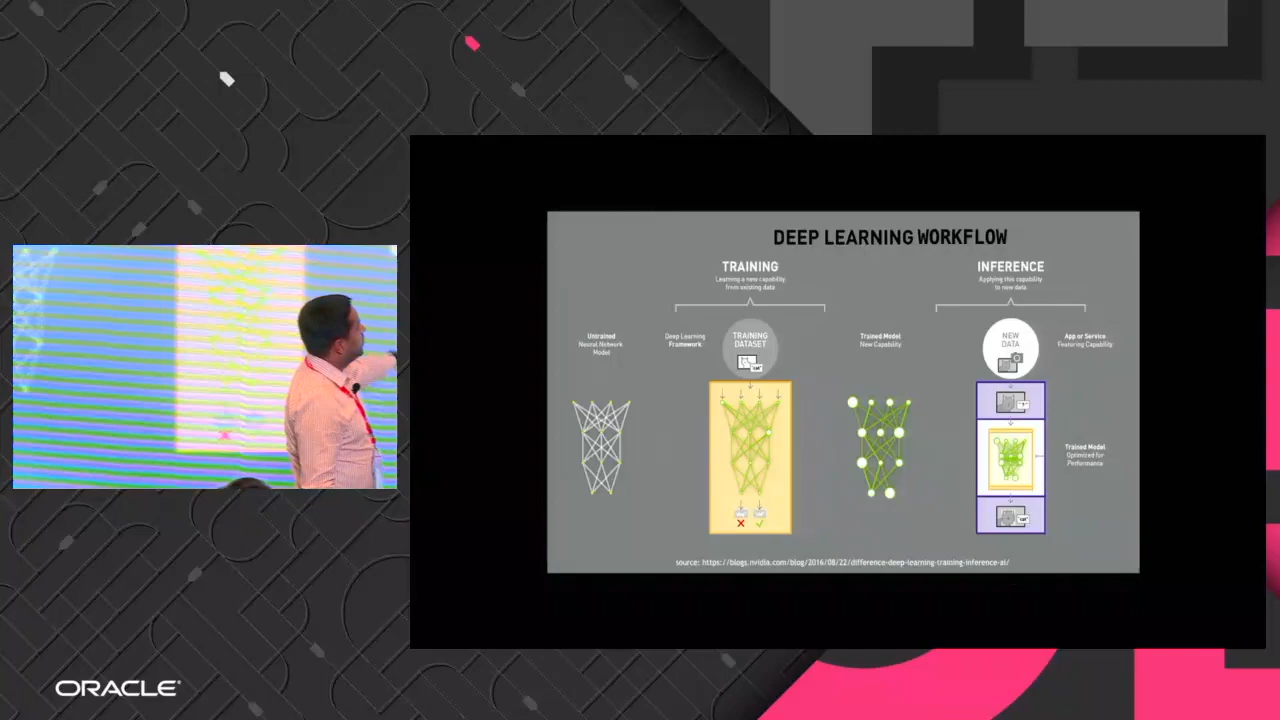 DEEP LEARNING WORKFLOW
TRAINING
Learning a new capability
from existing data
INFERENCE
Applying this capability
to new data
Untrained
Neural Network
Model
Deep Learning
Framework
TRAINING
DATASET
Trained Model
New Capability
NEW
DATA
App or Service
Featuring Capability
Trained Model
Optimized for
Performance
source: https://blogs.nvidia.com/blog/2016/08/22/difference-deep-learning-training-inference-ai/
ORACLE